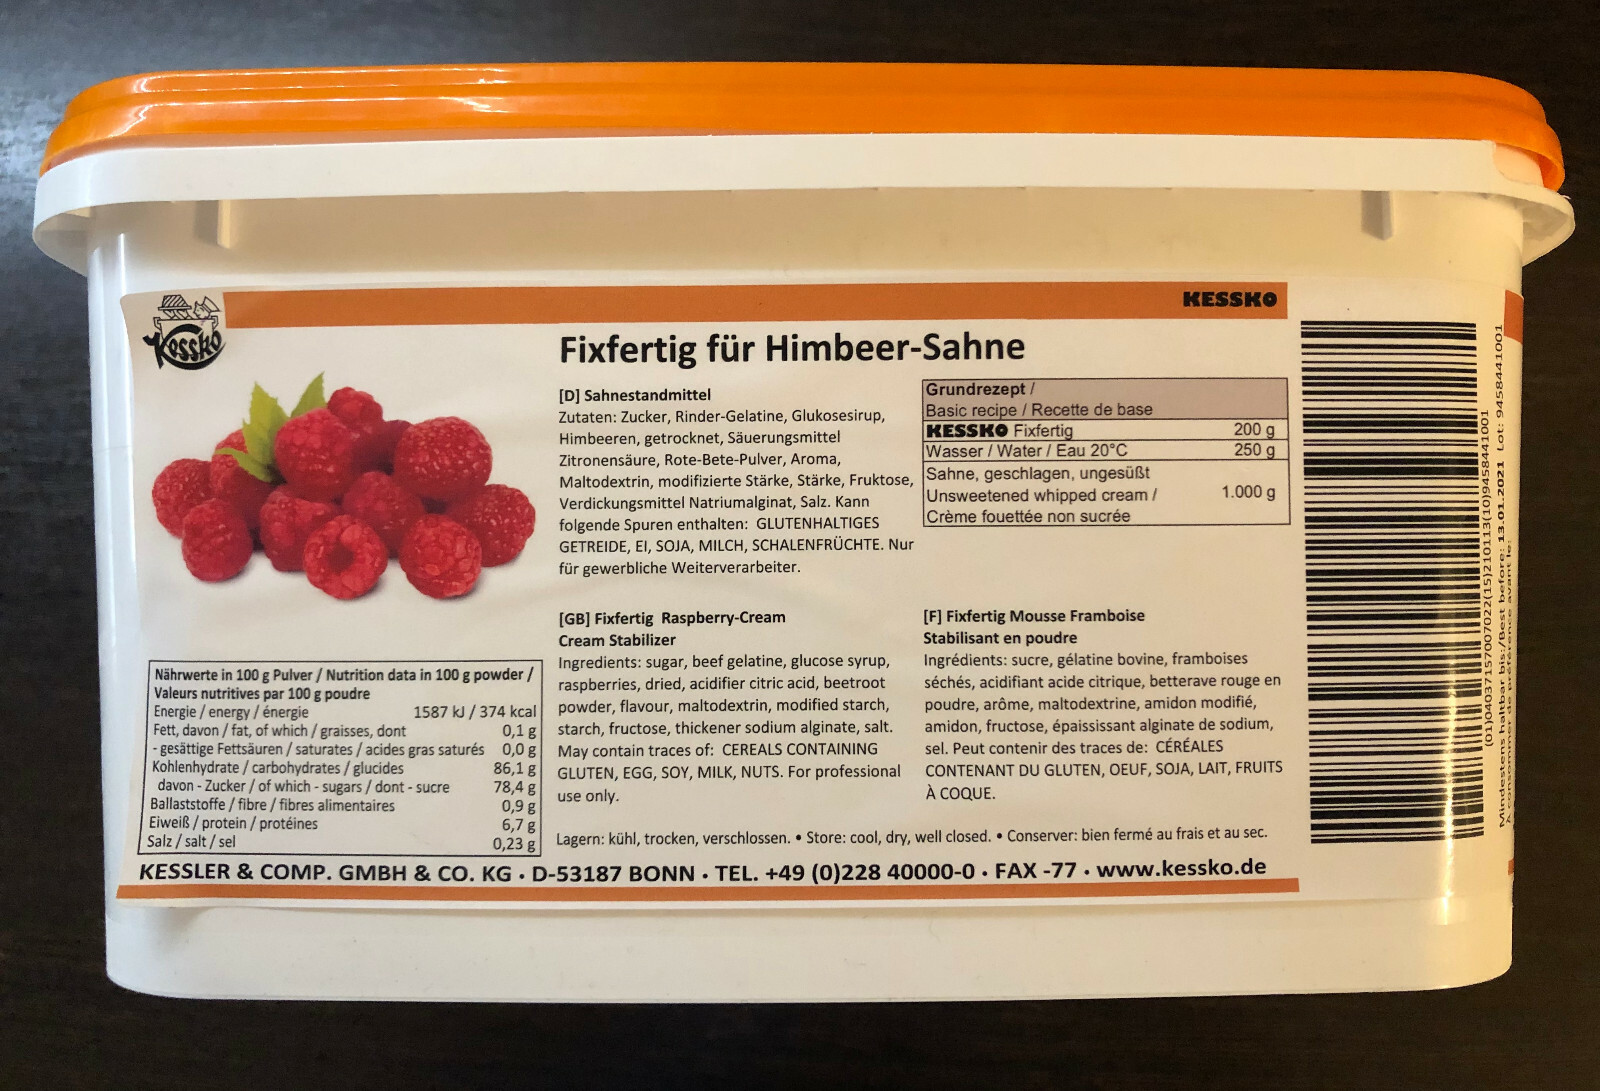 KESSKO
Kessko
Fixfertig für Himbeer-Sahne
[D] Sahnestandmittel
Zutaten: Zucker, Rinder-Gelatine, Glukosesirup,
Himbeeren, getrocknet, Säuerungsmittel
Zitronensäure, Rote-Bete-Pulver, Aroma,
Maltodextrin, modifizierte Stärke, Stärke, Fruktose,
Verdickungsmittel Natriumalginat, Salz. Kann
folgende Spuren enthalten: GLUTENHALTIGES
GETREIDE, EI, SOJA, MILCH, SCHALENFRÜCHTE. Nur
für gewerbliche Weiterverarbeiter.
Grundrezept /
Basic recipe / Recette de base
KESSKO Fixfertig 200 g
Wasser / Water / Eau 20°C 250 g
Sahne, geschlagen, ungesüßt
Unsweetened whipped cream / 1.000 g
Crème fouettée non sucrée
[GB] Fixfertig Raspberry-Cream
Cream Stabilizer
Ingredients: sugar, beef gelatine, glucose syrup,
raspberries, dried, acidifier citric acid, beetroot
powder, flavour, maltodextrin, modified starch,
starch, fructose, thickener sodium alginate, salt.
May contain traces of: CEREALS CONTAINING
GLUTEN, EGG, SOY, MILK, NUTS. For professional
use only.
[F] Fixfertig Mousse Framboise
Stabilisant en poudre
Ingrédients: sucre, gélatine bovine, framboises
séchés, acidifiant acide citrique, betterave rouge en
poudre, arôme, maltodextrine, amidon modifié,
amidon, fructose, épaississant alginate de sodium,
sel. Peut contenir des traces de: CÉRÉALES
CONTENANT DU GLUTEN, OEUF, SOJA, LAIT, FRUITS
À COQUE.
Nährwerte in 100 g Pulver / Nutrition data in 100 g powder /
Valeurs nutritives par 100 g poudre
Energie / energy / énergie 1587 kJ / 374 kcal
Fett, davon / fat, of which / graisses, dont 0,1 g
- gesättige Fettsäuren / saturates / acides gras saturés 0,0 g
Kohlenhydrate / carbohydrates / glucides 86,1 g
davon - Zucker / of which - sugars / dont - sucre 78,4 g
Ballaststoffe / fibre / fibres alimentaires 0,9 g
Eiweiß / protein / protéines 6,7 g
Salz / salt / sel 0,23 g
Lagern: kühl, trocken, verschlossen. • Store: cool, dry, well closed. • Conserver: bien fermé au frais et au sec.
KESSLER & COMP. GMBH & CO. KG • D-53187 BONN • TEL. +49 (0)228 40000-0 • FAX -77 • www.kessko.de
(01)04037157007022(15)210113(10)9458441001
Mindestens haltbar bis:/Best before: 13.01.2021 Lot: 9458441001
A consommer de préférence avant le: